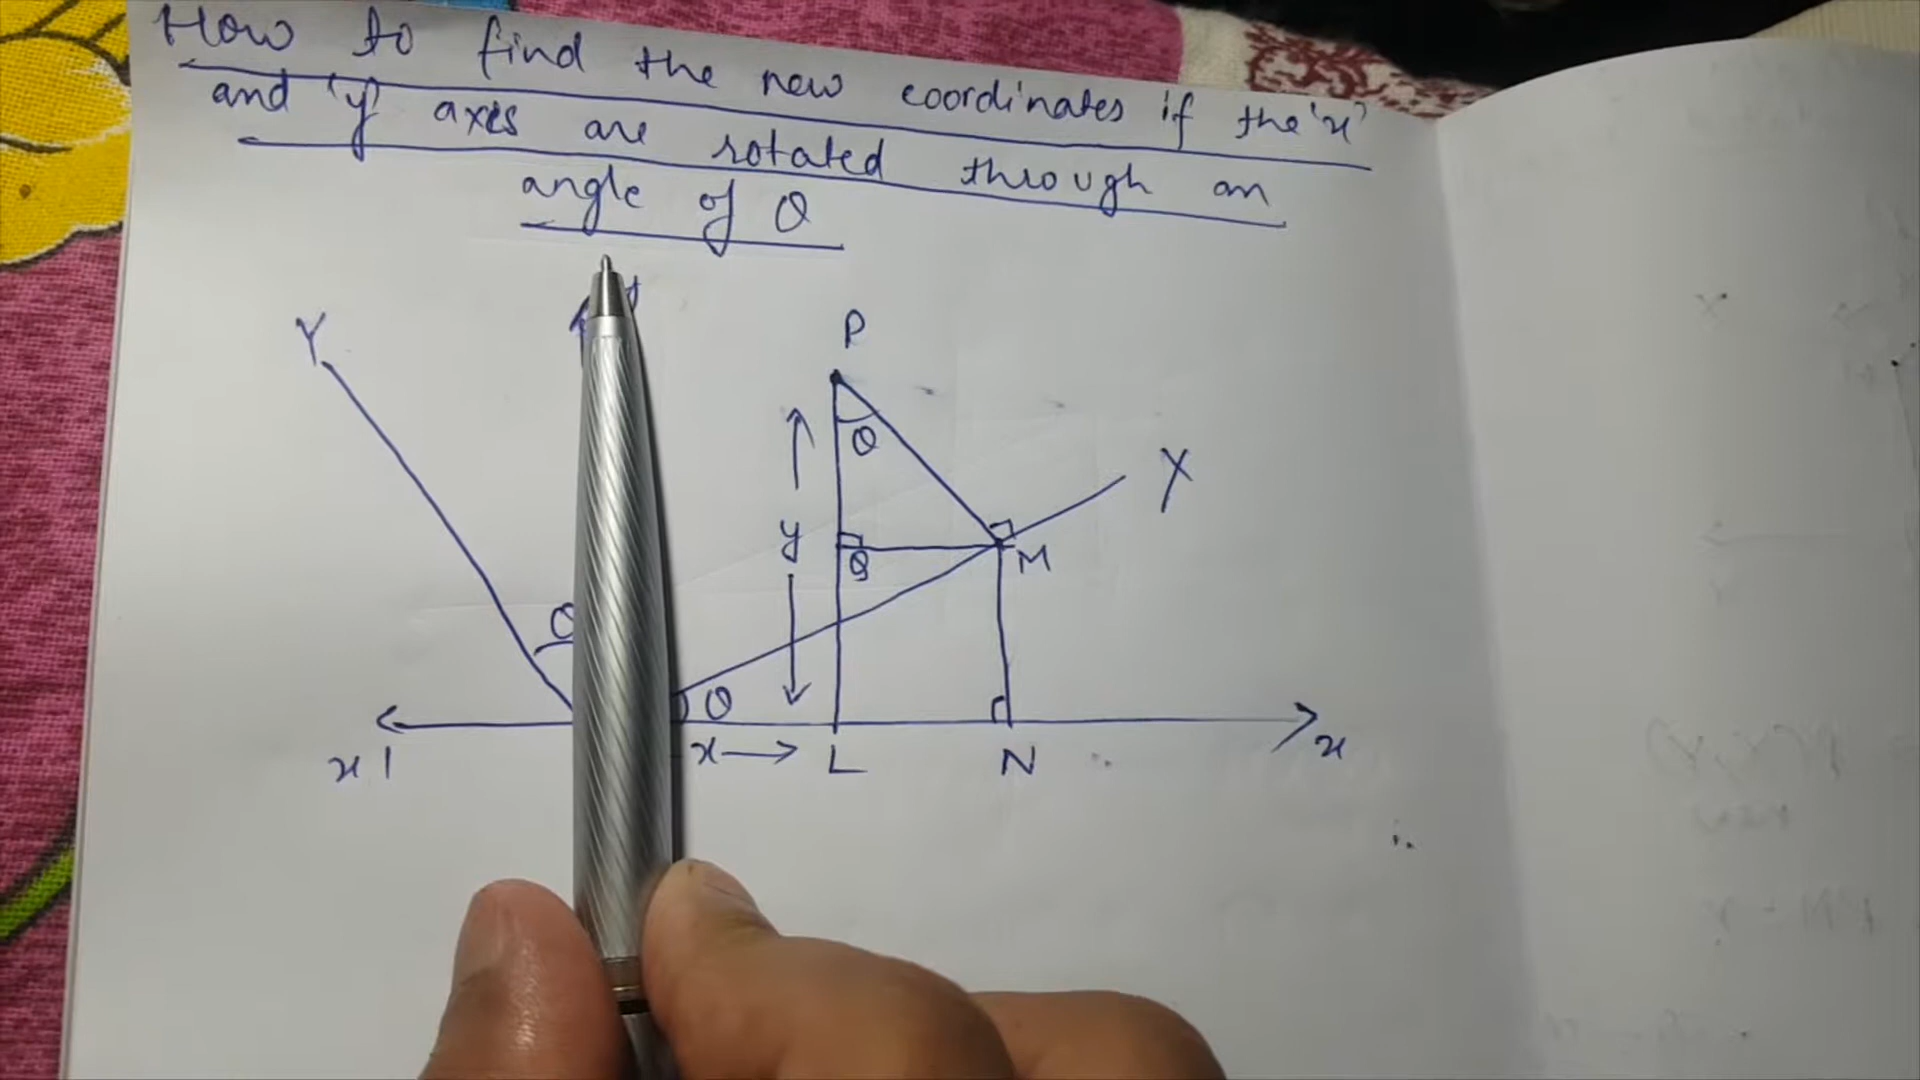 How to find the new coordinates if the 'x'
and 'y' axes are rotated through an
angle of θ
P
Y
θ
X
y
Q
M
θ
θ
x
L
N
x
x'